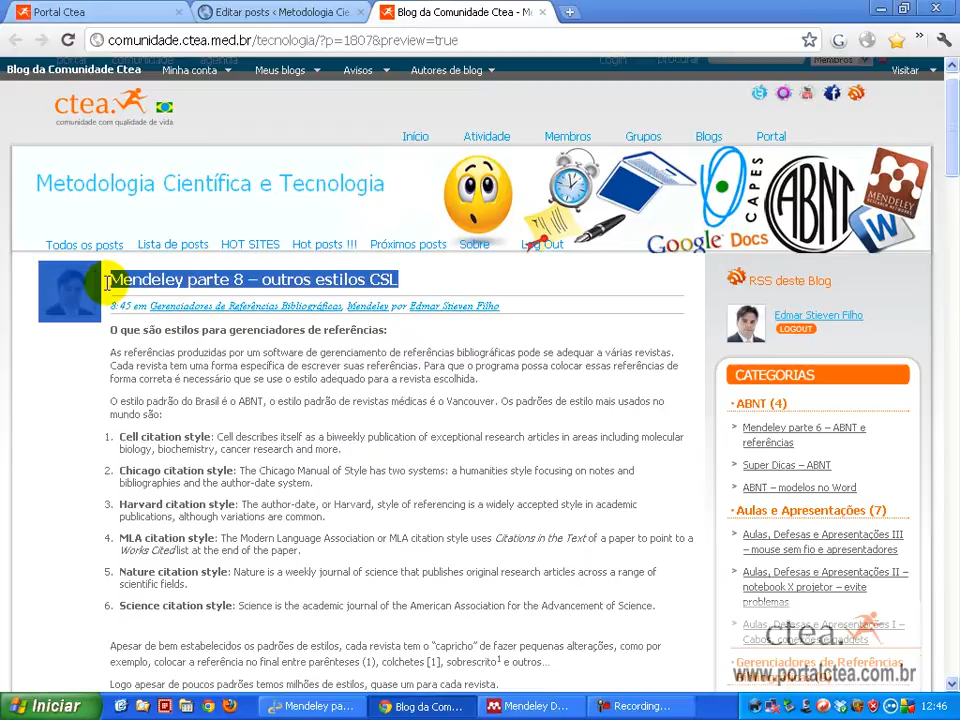 Portal Ctea
Editar posts ‹ Metodologia Cie
Blog da Comunidade Ctea - M
comunidade.ctea.med.br/tecnologia/?p=1807&preview=true
Blog da Comunidade Ctea Minha conta Meus blogs Avisos Autores de blog Membros Visitar
ctea.
comunidade com qualidade de vida
Início Atividade Membros Grupos Blogs Portal
Metodologia Científica e Tecnologia
CAPES
ABNT
MENDELEY
W
Google Docs
Todos os posts Lista de posts HOT SITES Hot posts !!! Próximos posts Sobre Log Out
Mendeley parte 8 – outros estilos CSL
8:45 em Gerenciadores de Referências Bibliográficas, Mendeley por Edmar Stieven Filho
O que são estilos para gerenciadores de referências:
As referências produzidas por um software de gerenciamento de referências bibliográficas pode se adequar a várias revistas.
Cada revista tem uma forma específica de escrever suas referências. Para que o programa possa colocar essas referências de
forma correta é necessário que se use o estilo adequado para a revista escolhida.
O estilo padrão do Brasil é o ABNT, o estilo padrão de revistas médicas é o Vancouver. Os padrões de estilo mais usados no
mundo são:
1. Cell citation style: Cell describes itself as a biweekly publication of exceptional research articles in areas including molecular
biology, biochemistry, cancer research and more.
2. Chicago citation style: The Chicago Manual of Style has two systems: a humanities style focusing on notes and
bibliographies and the author-date system.
3. Harvard citation style: The author-date, or Harvard, style of referencing is a widely accepted style in academic
publications, although variations are common.
4. MLA citation style: The Modern Language Association or MLA citation style uses Citations in the Text of a paper to point to a
Works Cited list at the end of the paper.
5. Nature citation style: Nature is a weekly journal of science that publishes original research articles across a range of
scientific fields.
6. Science citation style: Science is the academic journal of the American Association for the Advancement of Science.
Apesar de bem estabelecidos os padrões de estilos, cada revista tem o “capricho” de fazer pequenas alterações, como por
exemplo, colocar a referência no final entre parênteses (1), colchetes [1], sobrescrito1 e outros...
Logo apesar de poucos padrões temos milhões de estilos, quase um para cada revista.
RSS deste Blog
Edmar Stieven Filho
LOGOUT
CATEGORIAS
ABNT (4)
Mendeley parte 6 – ABNT e
referências
Super Dicas – ABNT
ABNT – modelos no Word
Aulas e Apresentações (7)
Aulas, Defesas e Apresentações III
– mouse sem fio e apresentadores
Aulas, Defesas e Apresentações II –
notebook X projetor – evite
problemas
Aulas, Defesas e Apresentações I –
Cabos, conexões e gadgets
Gerenciadores de Referências
Bibliográficas
ctea.
www.portalctea.com.br
Iniciar
Mendeley pa...
Blog da Com...
Mendeley D...
Recording...
12:46